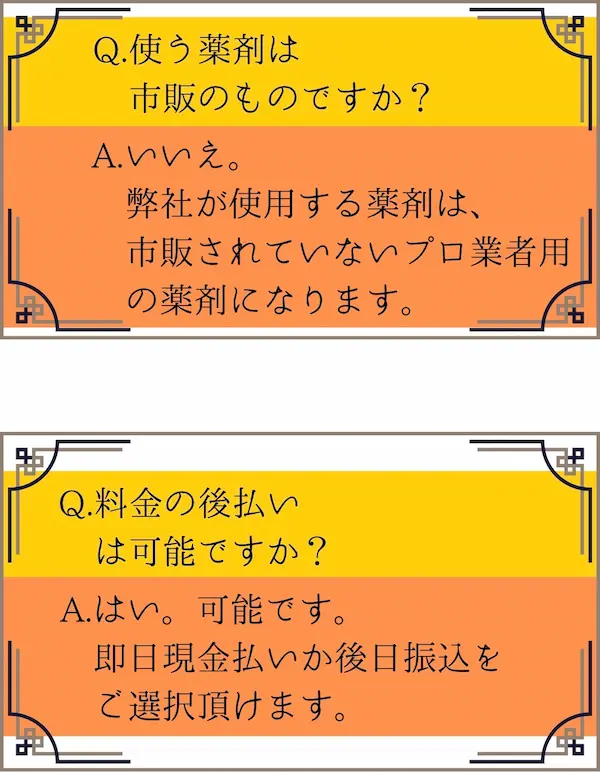 Q.使う薬剤は
市販のものですか？
A.いいえ。
弊社が使用する薬剤は、
市販されていないプロ業者用
の薬剤になります。
Q.料金の後払い
は可能ですか？
A.はい。可能です。
即日現金払いか後日振込を
ご選択頂けます。